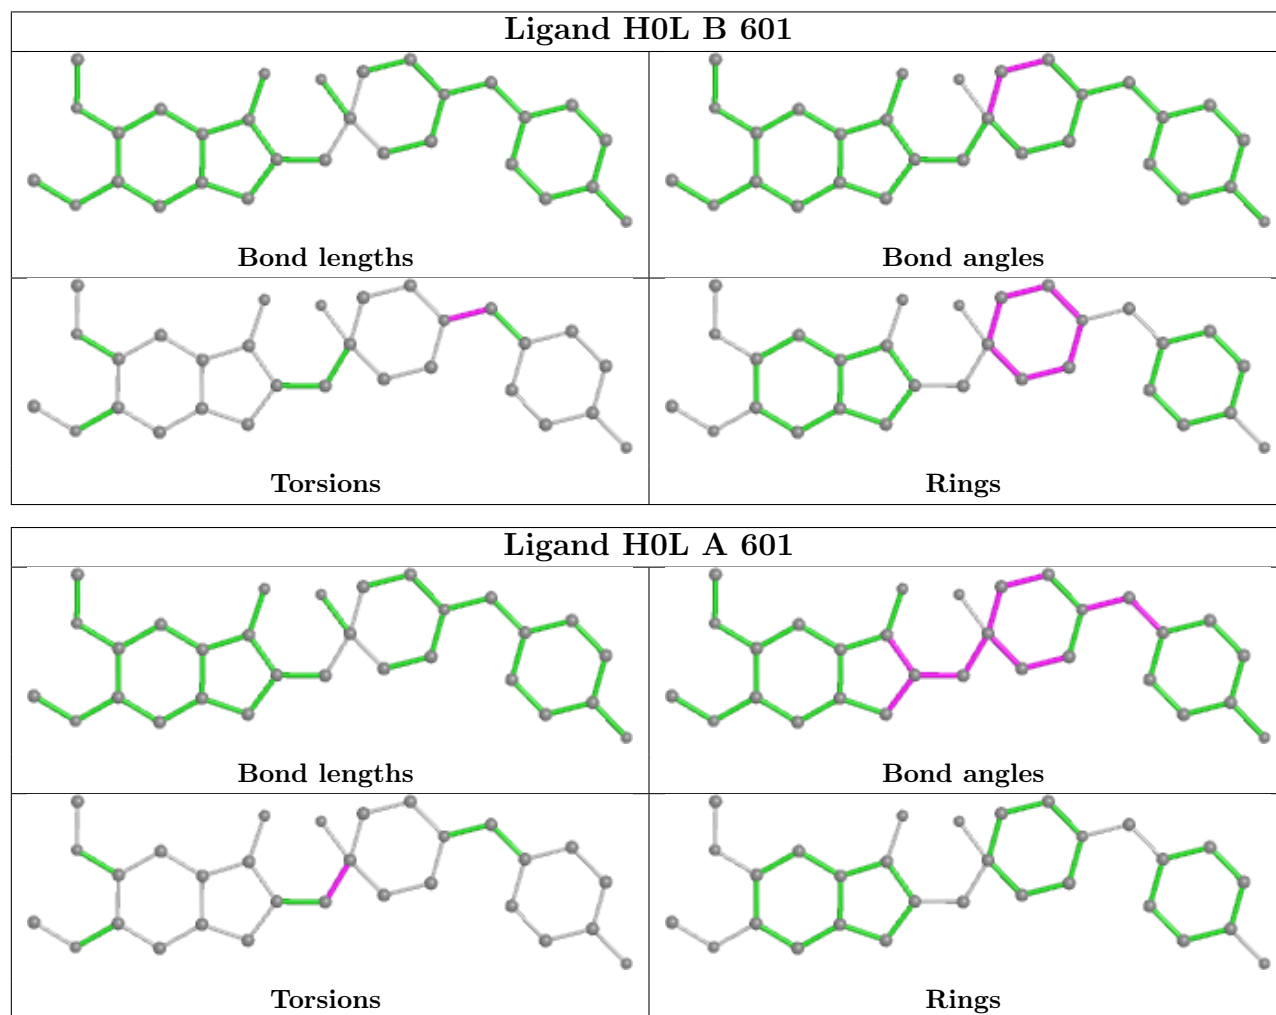 Ligand H0L B 601
Bond lengths
Bond angles
Torsions
Rings
Ligand H0L A 601
Bond lengths
Bond angles
Torsions
Rings